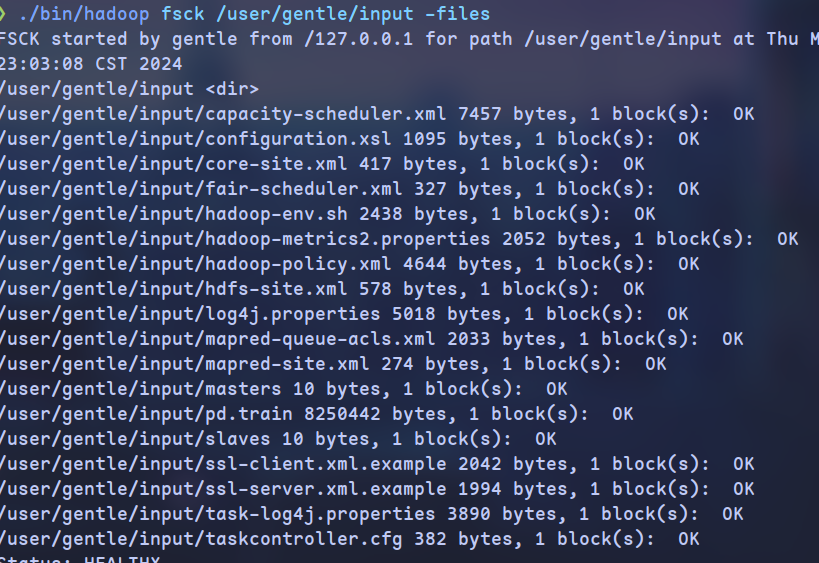 ❯ ./bin/hadoop fsck /user/gentle/input -files
FSCK started by gentle from /127.0.0.1 for path /user/gentle/input at Thu M
23:03:08 CST 2024
/user/gentle/input <dir>
/user/gentle/input/capacity-scheduler.xml 7457 bytes, 1 block(s):  OK
/user/gentle/input/configuration.xsl 1095 bytes, 1 block(s):  OK
/user/gentle/input/core-site.xml 417 bytes, 1 block(s):  OK
/user/gentle/input/fair-scheduler.xml 327 bytes, 1 block(s):  OK
/user/gentle/input/hadoop-env.sh 2438 bytes, 1 block(s):  OK
/user/gentle/input/hadoop-metrics2.properties 2052 bytes, 1 block(s):  OK
/user/gentle/input/hadoop-policy.xml 4644 bytes, 1 block(s):  OK
/user/gentle/input/hdfs-site.xml 578 bytes, 1 block(s):  OK
/user/gentle/input/log4j.properties 5018 bytes, 1 block(s):  OK
/user/gentle/input/mapred-queue-acls.xml 2033 bytes, 1 block(s):  OK
/user/gentle/input/mapred-site.xml 274 bytes, 1 block(s):  OK
/user/gentle/input/masters 10 bytes, 1 block(s):  OK
/user/gentle/input/pd.train 8250442 bytes, 1 block(s):  OK
/user/gentle/input/slaves 10 bytes, 1 block(s):  OK
/user/gentle/input/ssl-client.xml.example 2042 bytes, 1 block(s):  OK
/user/gentle/input/ssl-server.xml.example 1994 bytes, 1 block(s):  OK
/user/gentle/input/task-log4j.properties 3890 bytes, 1 block(s):  OK
/user/gentle/input/taskcontroller.cfg 382 bytes, 1 block(s):  OK
Status: HEALTHY